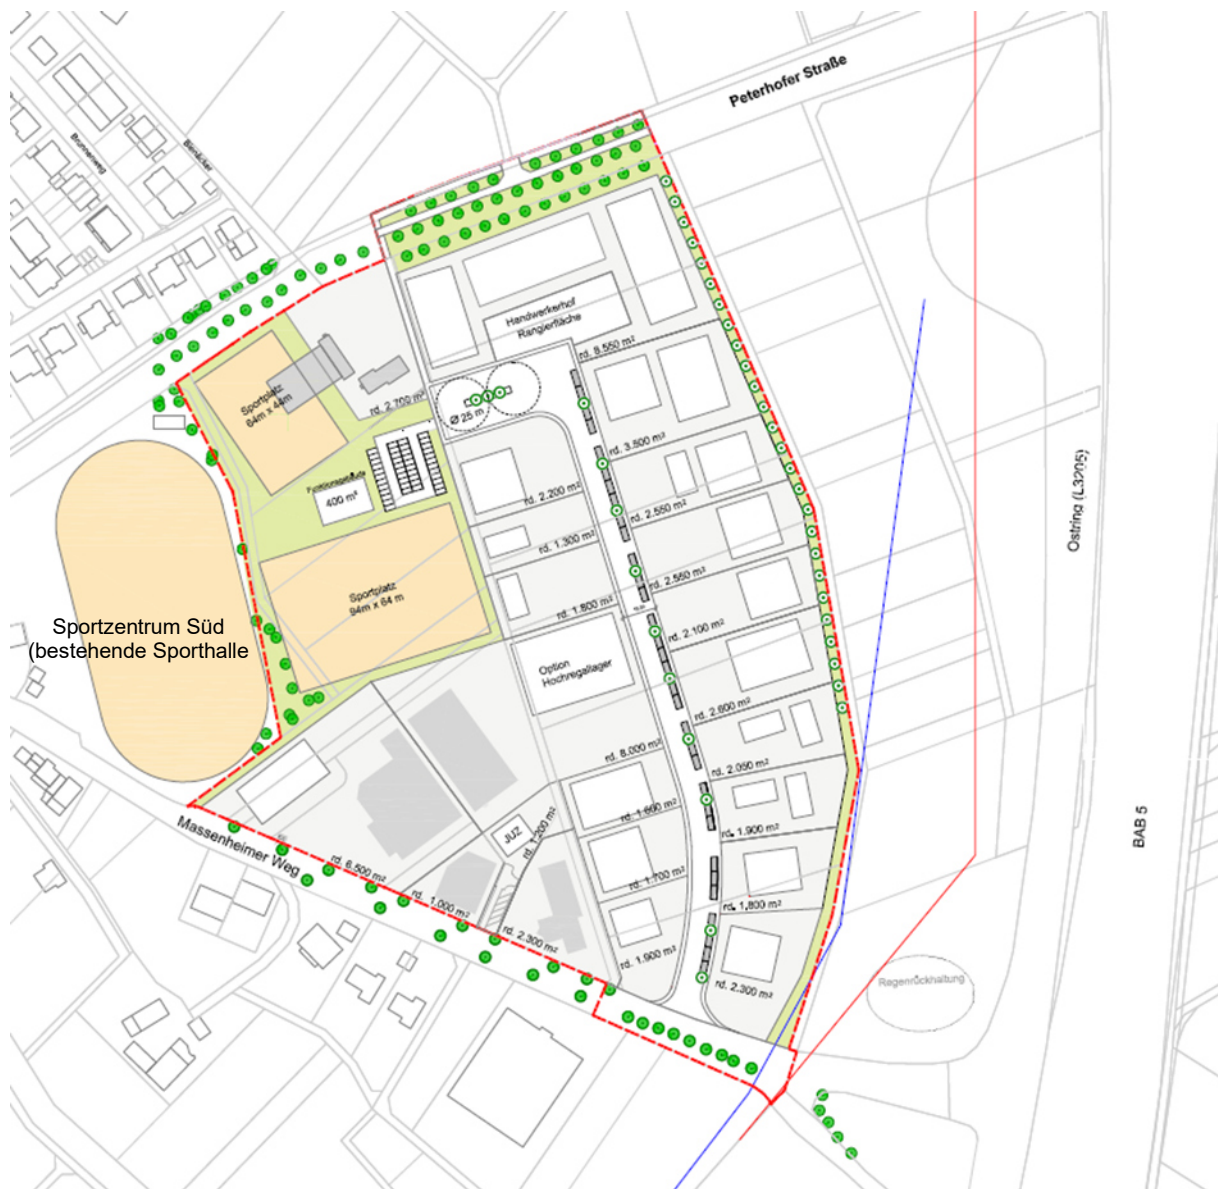 Peterhofer Straße
Brunnenweg
Handwerkerhof
Rangierfläche
rd. 8.550 m²
Sportplatz
64m x 44m
rd. 2.700 m²
Ø 25 m
rd. 3.500 m²
Funktionsgebäude
400 m²
rd. 2.200 m²
rd. 2.550 m²
rd. 1.300 m²
Ostring (L3205)
rd. 2.550 m²
Sportplatz
94m x 64 m
rd. 1.800 m²
Sportzentrum Süd
(bestehende Sporthalle
rd. 2.100 m²
Option
Hochregallager
rd. 2.600 m²
rd. 8.000 m²
rd. 2.050 m²
rd. 1.600 m²
JUZ
rd. 1.200 m²
rd. 1.900 m²
BAB 5
Massenheimer Weg
rd. 6.500 m²
rd. 1.700 m²
rd. 1.000 m²
rd. 1.800 m²
rd. 2.300 m²
rd. 1.900 m²
rd. 2.300 m²
Regenrückhaltung